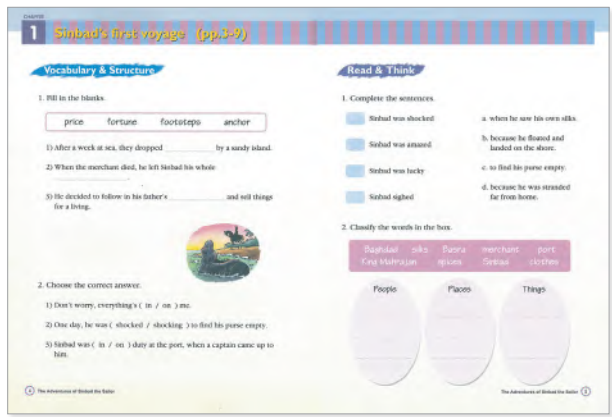 CHAPTER
1 Sinbad's first voyage (pp.3-9)
Vocabulary & Structure
1. Fill in the blanks.
price fortune footsteps anchor
1) After a week at sea, they dropped ____________ by a sandy island.
2) When the merchant died, he left Sinbad his whole
____________.
3) He decided to follow in his father's ____________ and sell things
for a living.
2. Choose the correct answer.
1) Don't worry, everything's ( in / on ) me.
2) One day, he was ( shocked / shocking ) to find his purse empty.
3) Sinbad was ( in / on ) duty at the port, when a captain came up to
him.
4 The Adventures of Sinbad the Sailor
Read & Think
1. Complete the sentences.
Sinbad was shocked
Sinbad was amazed
Sinbad was lucky
Sinbad sighed
a. when he saw his own silks.
b. because he floated and
landed on the shore.
c. to find his purse empty.
d. because he was stranded
far from home.
2. Classify the words in the box.
Baghdad silks Basra merchant port
King Mahrajan spices Sinbad clothes
People Places Things
The Adventures of Sinbad the Sailor